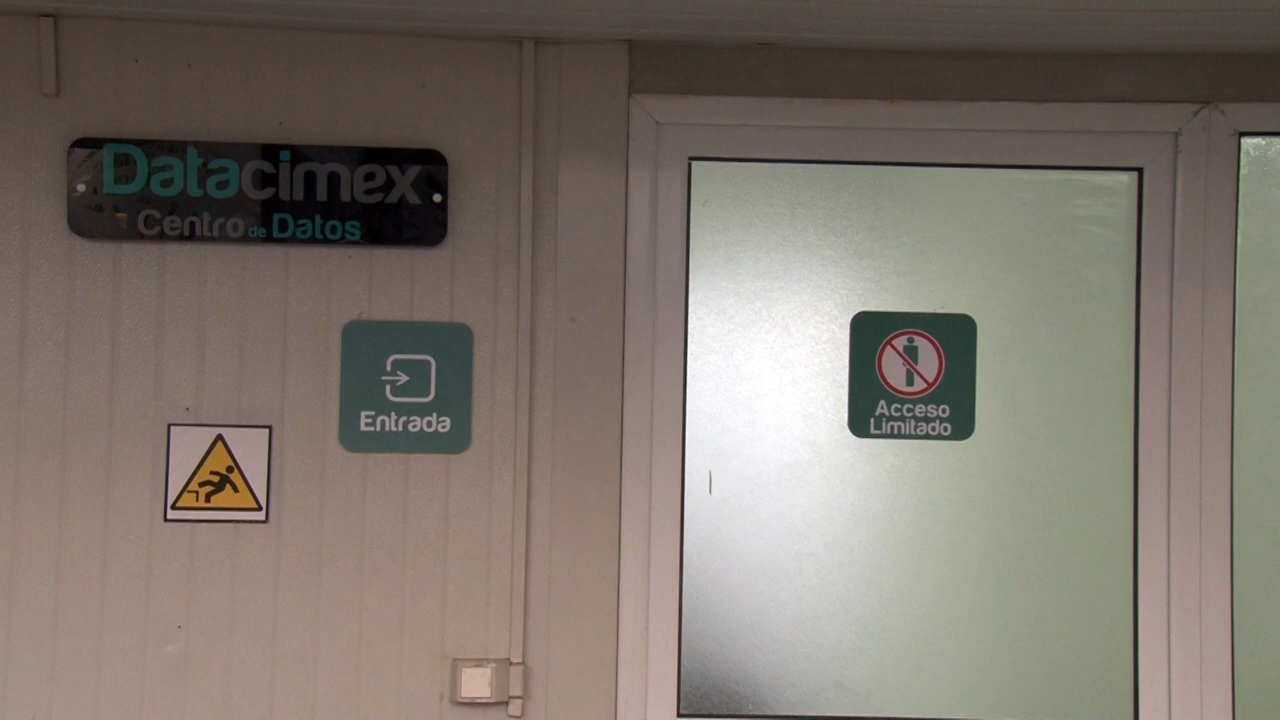 Datacimex
Centro de Datos
Entrada
Acceso
Limitado